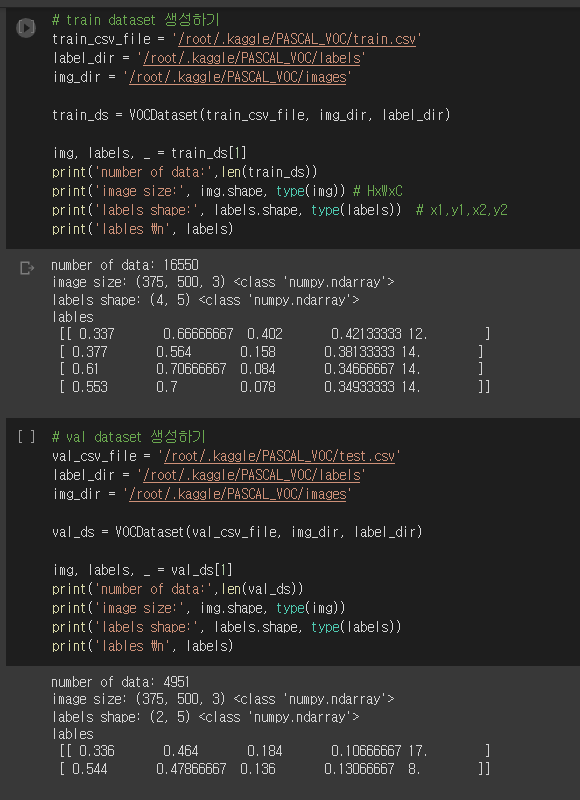 # train dataset 생성하기
train_csv_file = '/root/.kaggle/PASCAL_VOC/train.csv'
label_dir = '/root/.kaggle/PASCAL_VOC/labels'
img_dir = '/root/.kaggle/PASCAL_VOC/images'
train_ds = VOCDataset(train_csv_file, img_dir, label_dir)
img, labels, _ = train_ds[1]
print('number of data:',len(train_ds))
print('image size:', img.shape, type(img)) # HxWxC
print('labels shape:', labels.shape, type(labels))  # x1,y1,x2,y2
print('lables ₩n', labels)
number of data: 16550
image size: (375, 500, 3) <class 'numpy.ndarray'>
labels shape: (4, 5) <class 'numpy.ndarray'>
lables
[[ 0.337 0.66666667 0.402 0.42133333 12. ]
[ 0.377 0.564 0.158 0.38133333 14. ]
[ 0.61 0.70666667 0.084 0.34666667 14. ]
[ 0.553 0.7 0.078 0.34933333 14. ]]
[ ] # val dataset 생성하기
val_csv_file = '/root/.kaggle/PASCAL_VOC/test.csv'
label_dir = '/root/.kaggle/PASCAL_VOC/labels'
img_dir = '/root/.kaggle/PASCAL_VOC/images'
val_ds = VOCDataset(val_csv_file, img_dir, label_dir)
img, labels, _ = val_ds[1]
print('number of data:',len(val_ds))
print('image size:', img.shape, type(img))
print('labels shape:', labels.shape, type(labels))
print('lables ₩n', labels)
number of data: 4951
image size: (375, 500, 3) <class 'numpy.ndarray'>
labels shape: (2, 5) <class 'numpy.ndarray'>
lables
[[ 0.336 0.464 0.184 0.10666667 17. ]
[ 0.544 0.47866667 0.136 0.13066667 8. ]]